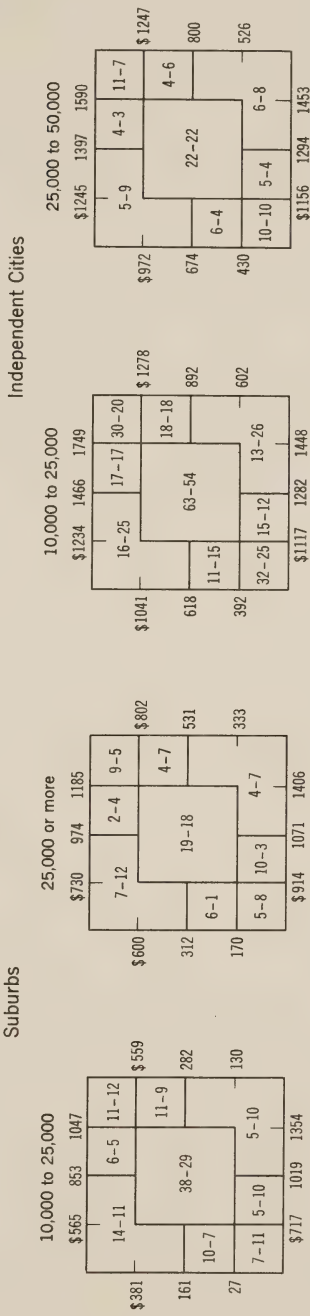 Suburbs
10,000 to 25,000
$565 853 1047
14-11 6-5 11-12
$381 $559
38-29 11-9
161 282
10-7
27 130
7-11 5-10 5-10
$717 1019 1354
25,000 or more
$730 974 1185
7-12 2-4 9-5
$600 $802
19-18 4-7
312 531
6-1
170 333
5-8 10-3 4-7
$914 1071 1406
Independent Cities
10,000 to 25,000
$1234 1466 1749
16-25 17-17 30-20
$1041 $1278
63-54 18-18
618 892
11-15
392 602
32-25 15-12 13-26
$1117 1282 1448
25,000 to 50,000
$1245 1397 1590
5-9 4-3 11-7
$972 $1247
22-22 4-6
674 800
6-4
430 526
10-10 5-4 6-8
$1156 1294 1453